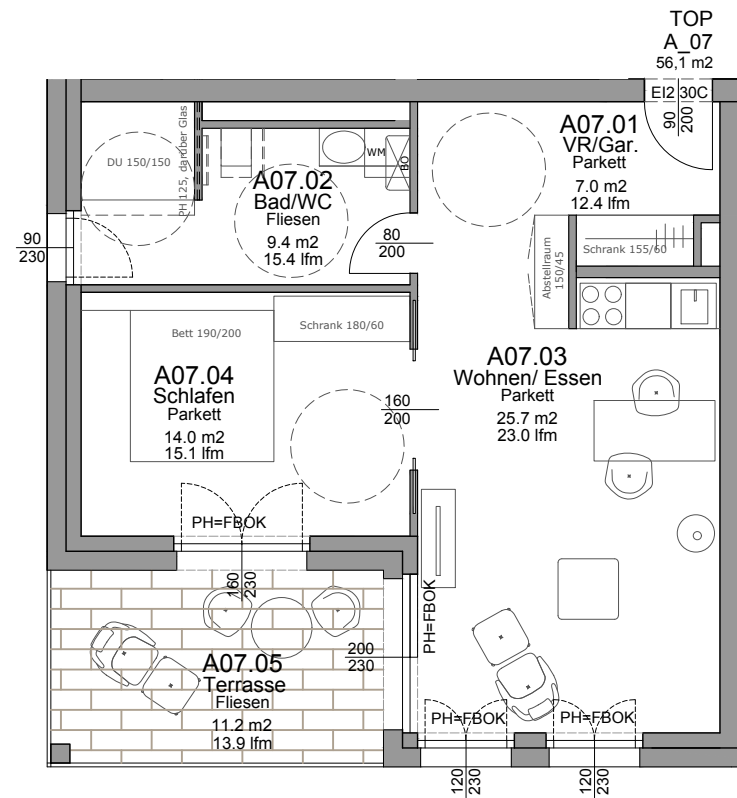 TOP
A_07
56,1 m2
EI2 30C
90
200
A07.01
VR/Gar.
Parkett
7.0 m2
12.4 lfm
DU 150/150
PH 125, darüber Glas
WM
BO
A07.02
Bad/WC
Fliesen
9.4 m2
15.4 lfm
90
230
80
200
Abstellraum
150/45
Schrank 155/60
Bett 190/200
Schrank 180/60
A07.04
Schlafen
Parkett
14.0 m2
15.1 lfm
160
200
A07.03
Wohnen/ Essen
Parkett
25.7 m2
23.0 lfm
PH=FBOK
160
230
PH=FBOK
200
230
A07.05
Terrasse
Fliesen
11.2 m2
13.9 lfm
PH=FBOK
PH=FBOK
120
230
120
230